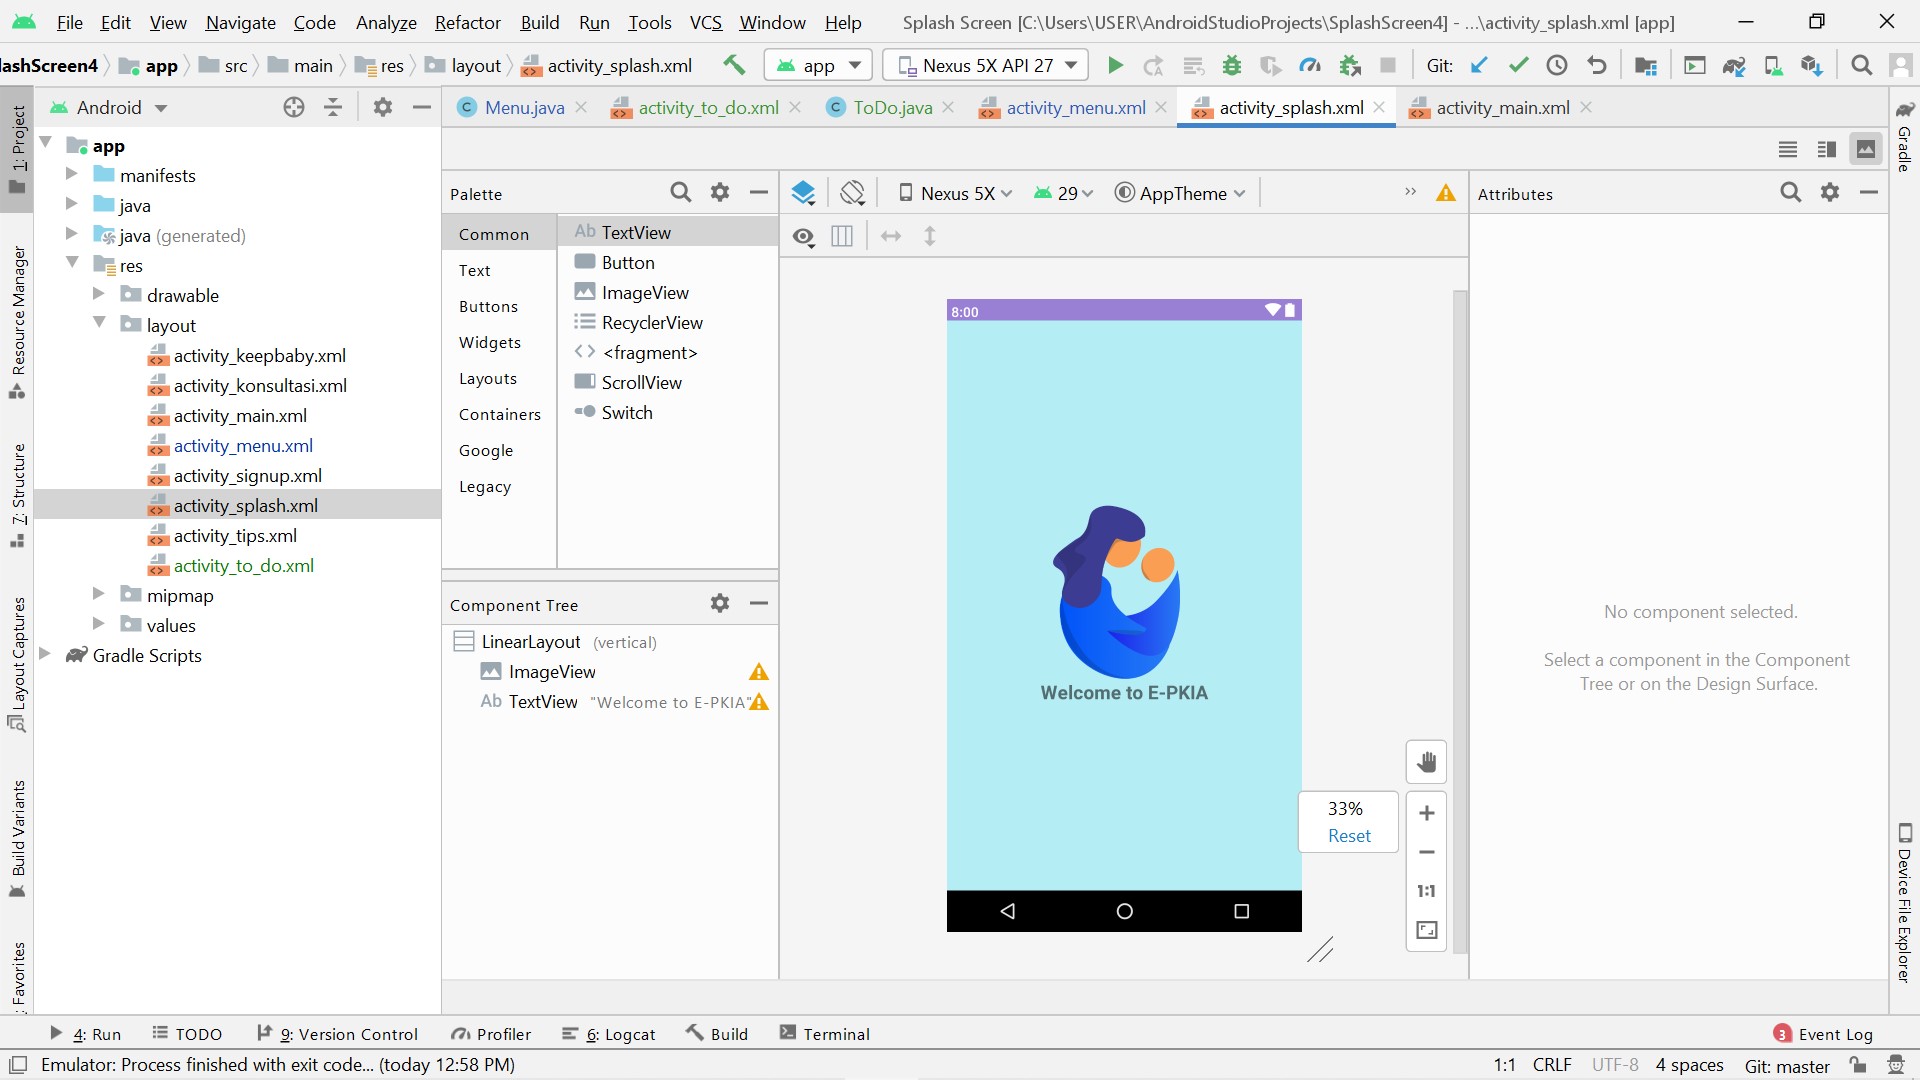 File Edit View Navigate Code Analyze Refactor Build Run Tools VCS Window Help Splash Screen [C:\Users\USER\AndroidStudioProjects\SplashScreen4] - ...\activity_splash.xml [app]
lashScreen4 app src main res layout activity_splash.xml app Nexus 5X API 27 Git:
Android
Menu.java activity_to_do.xml ToDo.java activity_menu.xml activity_splash.xml activity_main.xml
1: Project
Resource Manager
7: Structure
Layout Captures
Build Variants
: Favorites
app
manifests
java
java (generated)
res
drawable
layout
activity_keepbaby.xml
activity_konsultasi.xml
activity_main.xml
activity_menu.xml
activity_signup.xml
activity_splash.xml
activity_tips.xml
activity_to_do.xml
mipmap
values
Gradle Scripts
Palette
Common
Text
Buttons
Widgets
Layouts
Containers
Google
Legacy
Ab TextView
Button
ImageView
RecyclerView
<fragment>
ScrollView
Switch
Component Tree
LinearLayout (vertical)
ImageView
Ab TextView "Welcome to E-PKIA"
Nexus 5X 29 AppTheme
8:00
Welcome to E-PKIA
33%
Reset
1:1
Attributes
No component selected.
Select a component in the Component
Tree or on the Design Surface.
Gradle
Device File Explorer
4: Run TODO 9: Version Control Profiler 6: Logcat Build Terminal 3 Event Log
Emulator: Process finished with exit code... (today 12:58 PM) 1:1 CRLF UTF-8 4 spaces Git: master